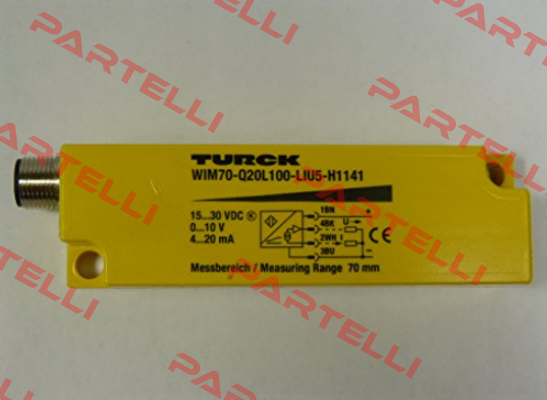 PARTELLI
PARTELLI
PARTELLI
TURCK
WIM70-Q20L100-LIU5-H1141
15...30 VDC
0...10 V
4...20 mA
1BN +
4BK U
2WH I
3BU -
CE
Messbereich / Measuring Range 70 mm
PARTELLI
PARTELLI
PARTELLI
PARTELLI